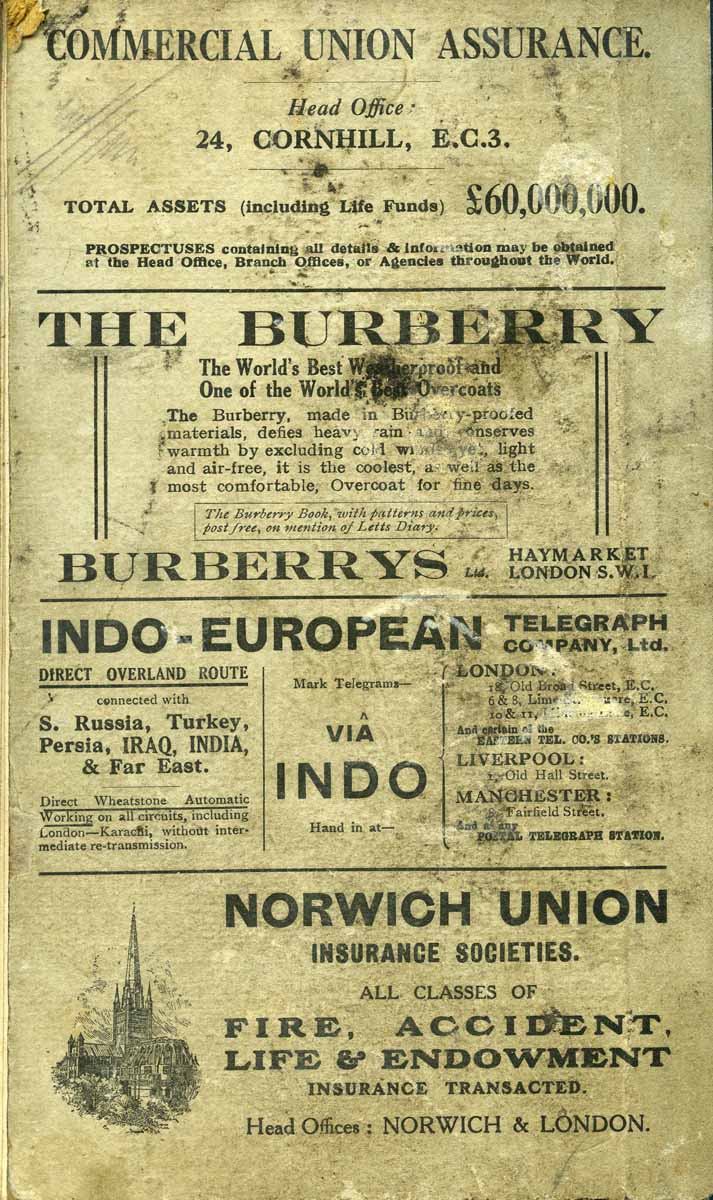 COMMERCIAL UNION ASSURANCE.
Head Office:
24, CORNHILL, E.C.3.
TOTAL ASSETS (including Life Funds) £60,000,000.
PROSPECTUSES containing all details & information may be obtained
at the Head Office, Branch Offices, or Agencies throughout the World.
THE BURBERRY
The World's Best Weatherproof and
One of the World's Best Overcoats
The Burberry, made in Burberry-proofed
materials, defies heavy rain and conserves
warmth by excluding cold wind. Yet, light
and air-free, it is the coolest, as well as the
most comfortable, Overcoat for fine days.
The Burberry Book, with patterns and prices,
post free, on mention of Letts Diary.
BURBERRYS Ltd. HAYMARKET
LONDON S.W.1.
INDO-EUROPEAN TELEGRAPH
COMPANY, Ltd.
DIRECT OVERLAND ROUTE
connected with
S. Russia, Turkey,
Persia, IRAQ, INDIA,
& Far East.
Direct Wheatstone Automatic
Working on all circuits, including
London—Karachi, without inter-
mediate re-transmission.
Mark Telegrams—
VIÂ
INDO
Hand in at—
LONDON:
18, Old Broad Street, E.C.
6 & 8, Lime St. E.C.
10 & 11, E.C.
And certain of the
EASTERN TEL. CO.'S STATIONS.
LIVERPOOL:
Old Hall Street.
MANCHESTER:
Fairfield Street.
And at any
POSTAL TELEGRAPH STATION.
NORWICH UNION
INSURANCE SOCIETIES.
ALL CLASSES OF
FIRE, ACCIDENT,
LIFE & ENDOWMENT
INSURANCE TRANSACTED.
Head Offices: NORWICH & LONDON.